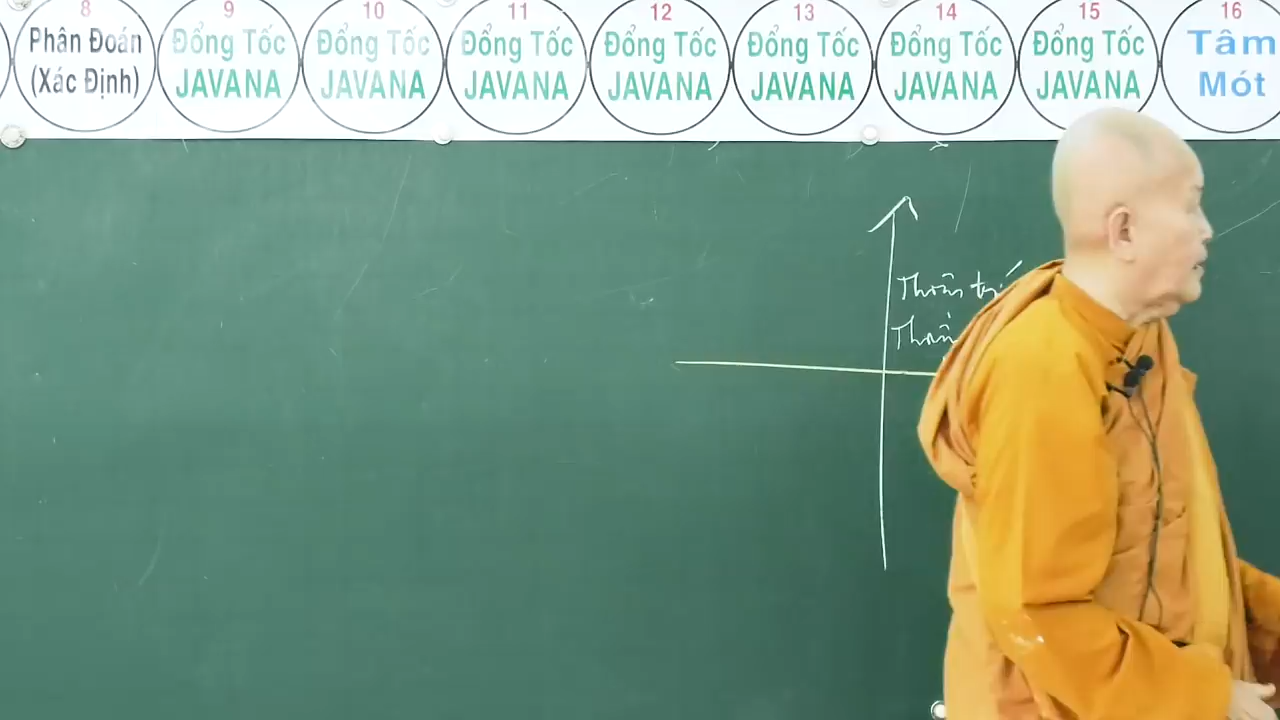 8 9 10 11 12 13 14 15 16
Phân Đoán Đổng Tốc Đổng Tốc Đổng Tốc Đổng Tốc Đổng Tốc Đổng Tốc Đổng Tốc Tâm
(Xác Định) JAVANA JAVANA JAVANA JAVANA JAVANA JAVANA JAVANA Mót